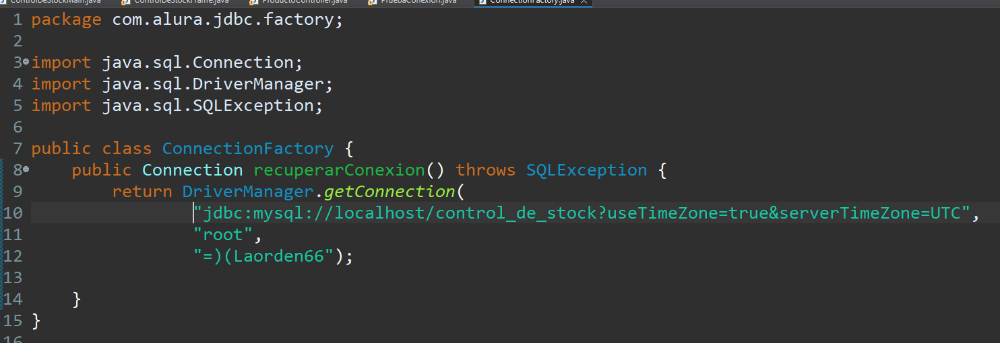 ControlDeStockMain.java ControlDeStockFrame.java ProductoController.java PruebaConexion.java ConnectionFactory.java
1 package com.alura.jdbc.factory;
2
3 import java.sql.Connection;
4 import java.sql.DriverManager;
5 import java.sql.SQLException;
6
7 public class ConnectionFactory {
8 public Connection recuperarConexion() throws SQLException {
9 return DriverManager.getConnection(
10 "jdbc:mysql://localhost/control_de_stock?useTimeZone=true&serverTimeZone=UTC",
11 "root",
12 "=)(Laorden66");
13
14 }
15 }
16